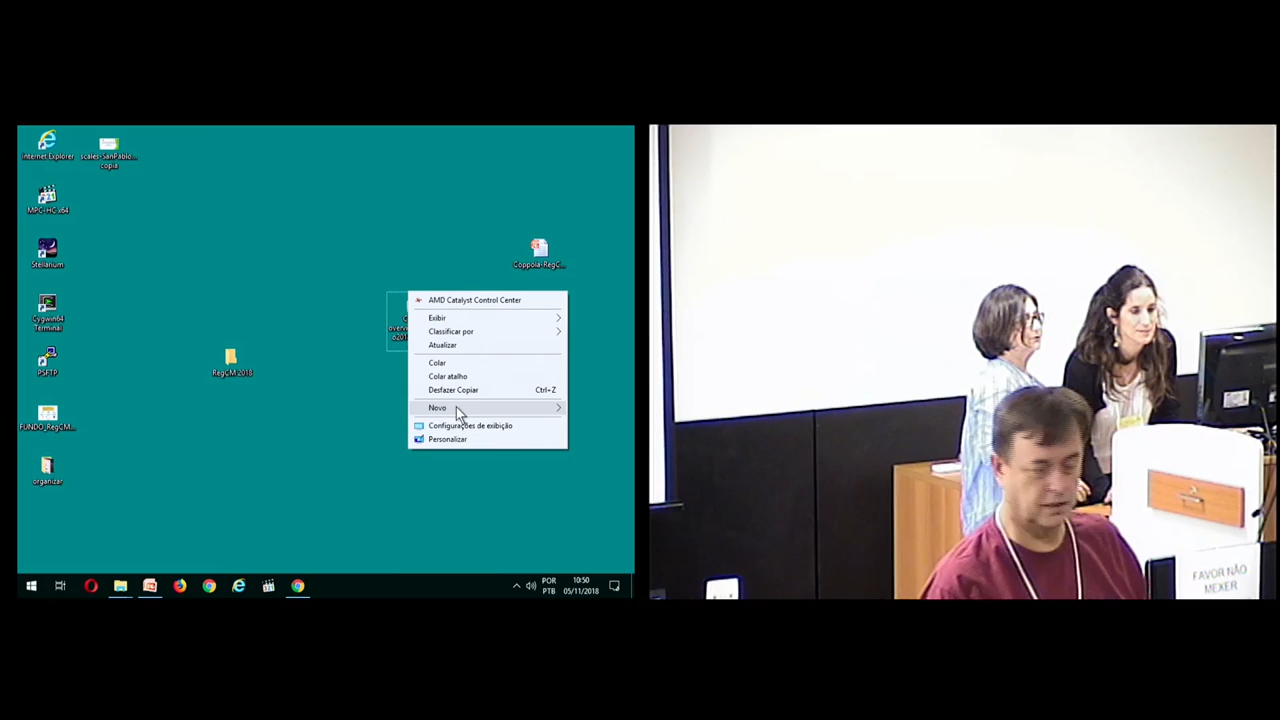 Internet Explorer
scales-SanPablo...
copia
MPC-HC x64
Stellarium
Cygwin64
Terminal
PSFTP
FUNDO_RegCM...
organizar
RegCM 2018
Coppola-RegC...
AMD Catalyst Control Center
Exibir
Classificar por
Atualizar
Colar
Colar atalho
Desfazer Copiar Ctrl+Z
Novo
Configurações de exibição
Personalizar
POR
PTB
10:50
05/11/2018
FAVOR NÃO
MEXER